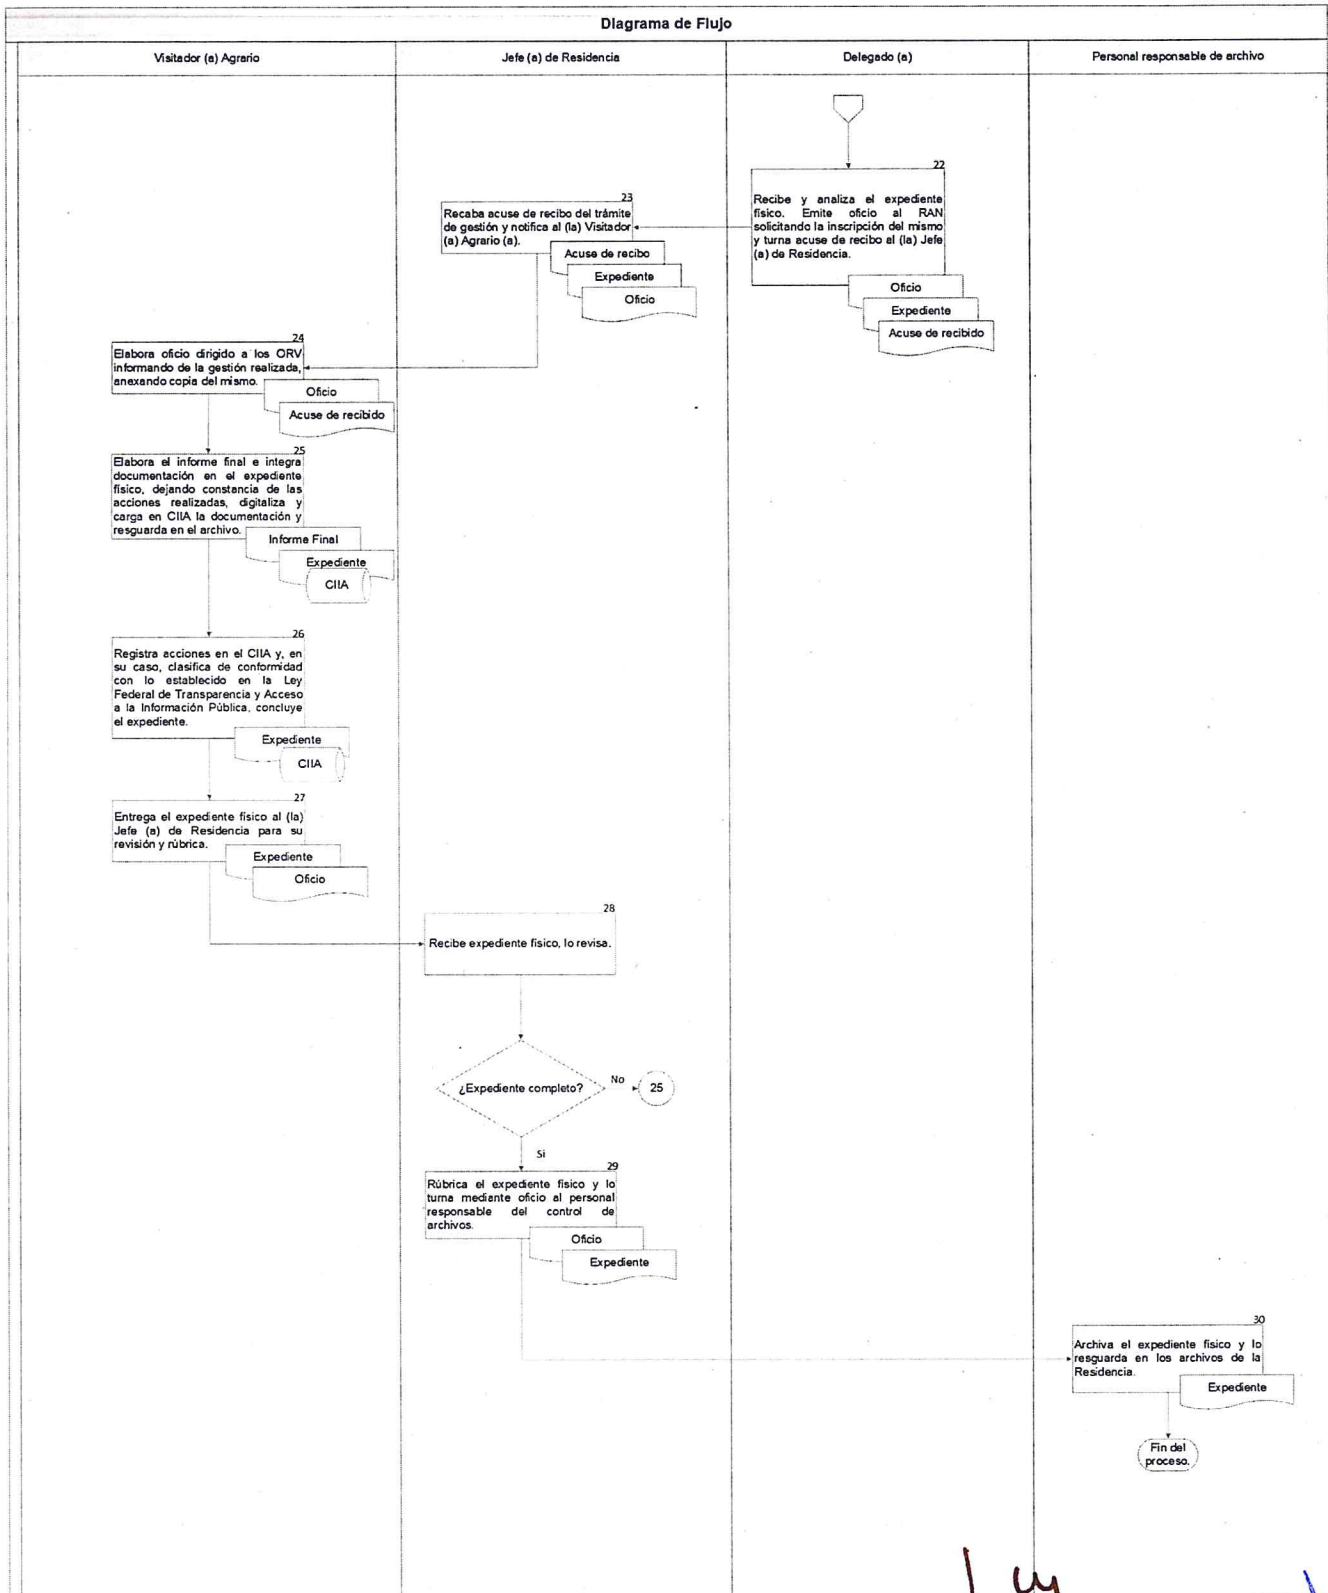 Diagrama de Flujo
Visitador (a) Agrario
Jefe (a) de Residencia
Delegado (a)
Personal responsable de archivo
22
Recibe y analiza el expediente
físico. Emite oficio al RAN
solicitando la inscripción del mismo
y turna acuse de recibo al (la) Jefe
(a) de Residencia.
Oficio
Expediente
Acuse de recibido
23
Recaba acuse de recibo del trámite
de gestión y notifica al (la) Visitador
(a) Agrario (a).
Acuse de recibo
Expediente
Oficio
24
Elabora oficio dirigido a los ORV
informando de la gestión realizada,
anexando copia del mismo.
Oficio
Acuse de recibido
25
Elabora el informe final e integra
documentación en el expediente
físico, dejando constancia de las
acciones realizadas, digitaliza y
carga en CIIA la documentación y
resguarda en el archivo.
Informe Final
Expediente
CIIA
26
Registra acciones en el CIIA y, en
su caso, clasifica de conformidad
con lo establecido en la Ley
Federal de Transparencia y Acceso
a la Información Pública, concluye
el expediente.
Expediente
CIIA
27
Entrega el expediente físico al (la)
Jefe (a) de Residencia para su
revisión y rúbrica.
Expediente
Oficio
28
Recibe expediente físico, lo revisa.
¿Expediente completo?
No
25
Si
29
Rúbrica el expediente físico y lo
turna mediante oficio al personal
responsable del control de
archivos.
Oficio
Expediente
30
Archiva el expediente físico y lo
resguarda en los archivos de la
Residencia.
Expediente
Fin del
proceso.